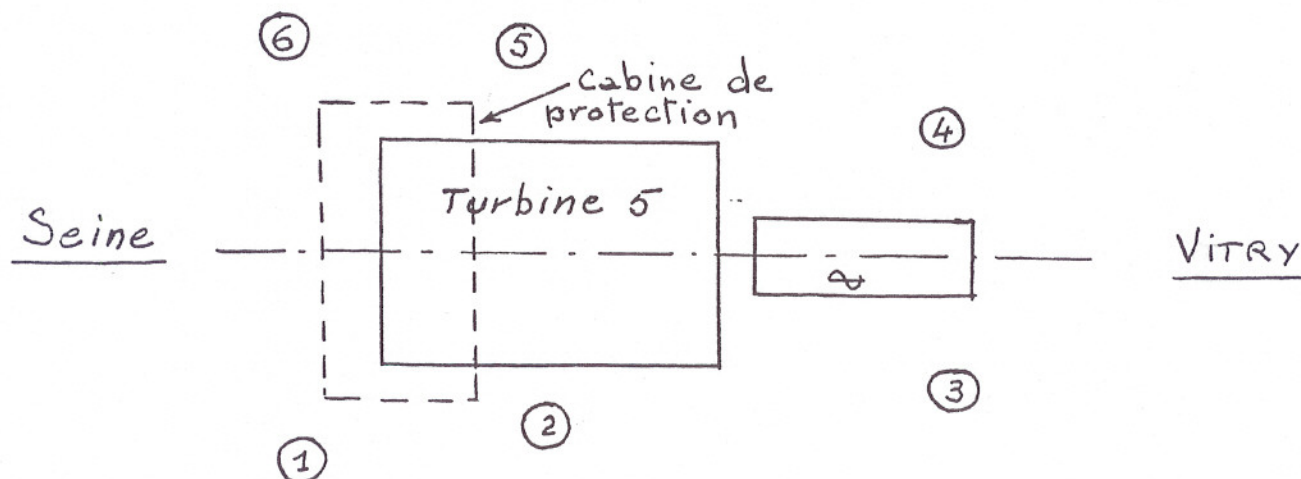 ⑥
⑤
Cabine de
protection
④
Turbine 5
Seine
VITRY
~
③
②
①